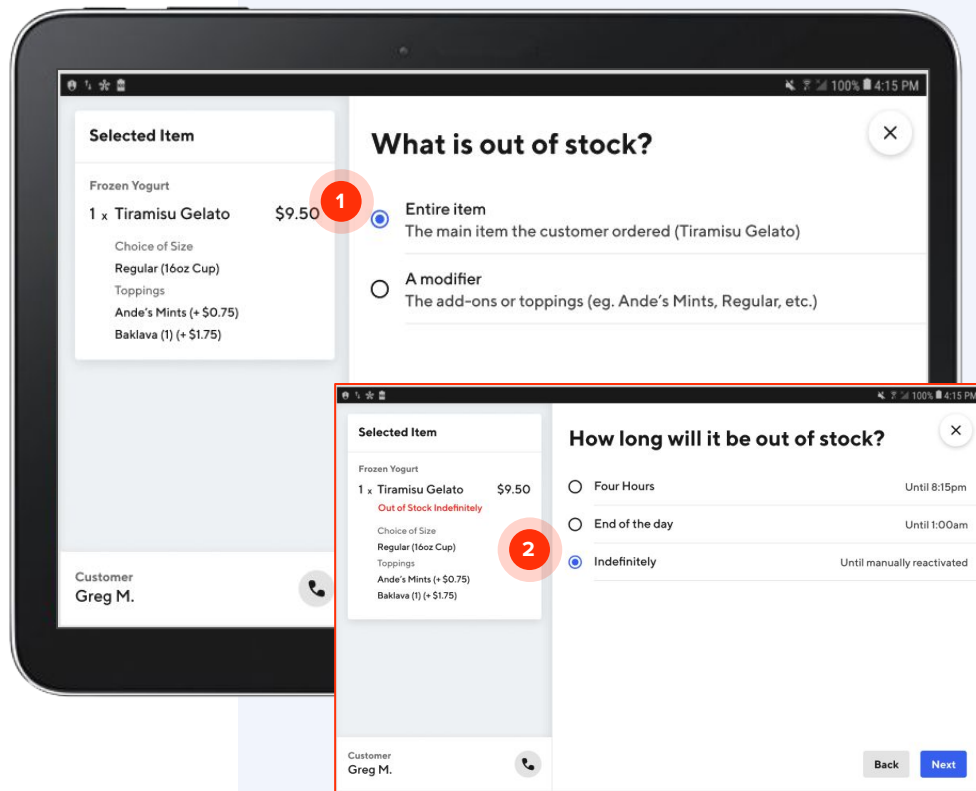 100% 4:15 PM
Selected Item
Frozen Yogurt
1 x Tiramisu Gelato $9.50
Choice of Size
Regular (16oz Cup)
Toppings
Ande's Mints (+ $0.75)
Baklava (1) (+ $1.75)
Customer
Greg M.
What is out of stock?
1
Entire item
The main item the customer ordered (Tiramisu Gelato)
A modifier
The add-ons or toppings (eg. Ande's Mints, Regular, etc.)
100% 4:15 PM
Selected Item
Frozen Yogurt
1 x Tiramisu Gelato $9.50
Out of Stock Indefinitely
Choice of Size
Regular (16oz Cup)
Toppings
Ande's Mints (+ $0.75)
Baklava (1) (+ $1.75)
Customer
Greg M.
How long will it be out of stock?
Four Hours Until 8:15pm
End of the day Until 1:00am
2
Indefinitely Until manually reactivated
Back Next